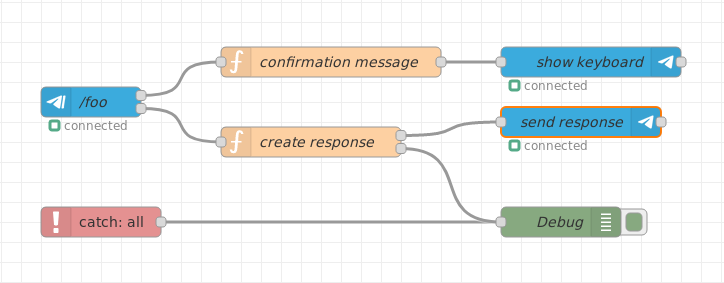 confirmation message
show keyboard
connected
/foo
connected
send response
connected
create response
catch: all
Debug